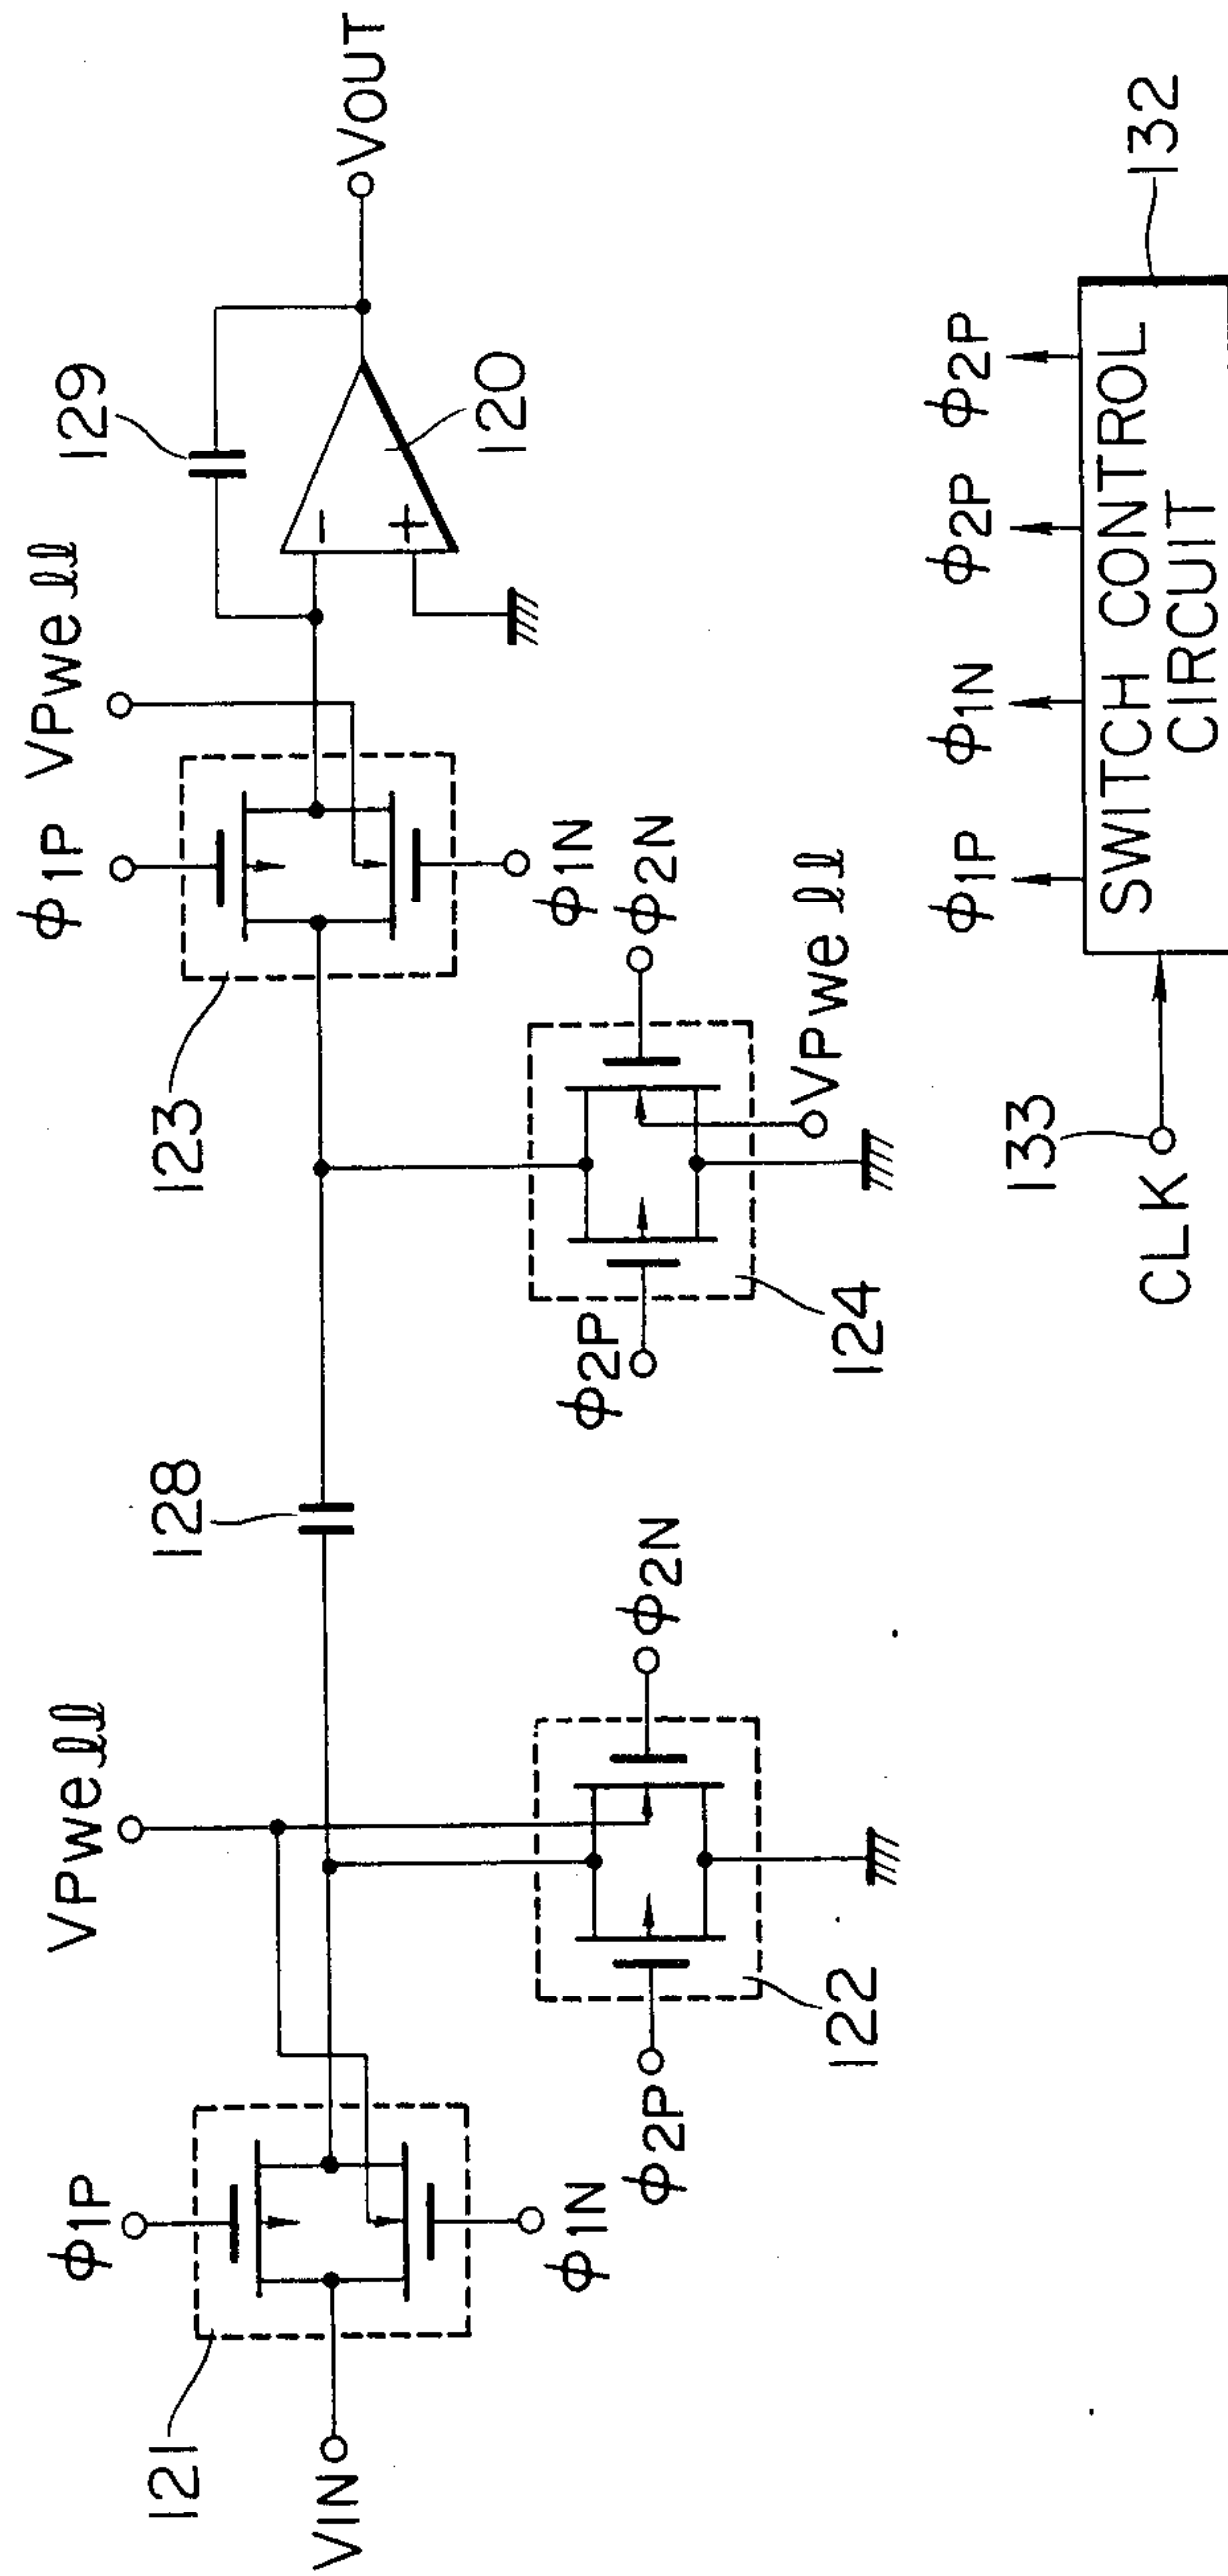 φ1P
VPwell
129
VOUT
123
120
φ1N
φ2N
VPwell
φ2P
124
128
VPwell
φ1P
121
VIN
φ1N
φ2P
122
φ2N
φ1P
φ1N
φ2P
φ2P
133
CLK
SWITCH CONTROL
CIRCUIT
132